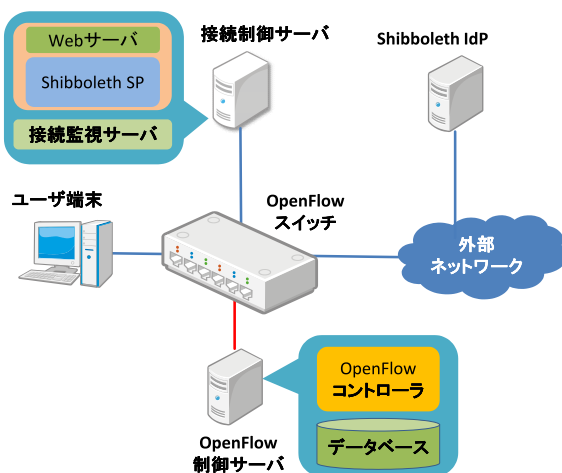 Webサーバ
Shibboleth SP
接続監視サーバ
接続制御サーバ
Shibboleth IdP
ユーザ端末
OpenFlow
スイッチ
外部
ネットワーク
OpenFlow
制御サーバ
OpenFlow
コントローラ
データベース